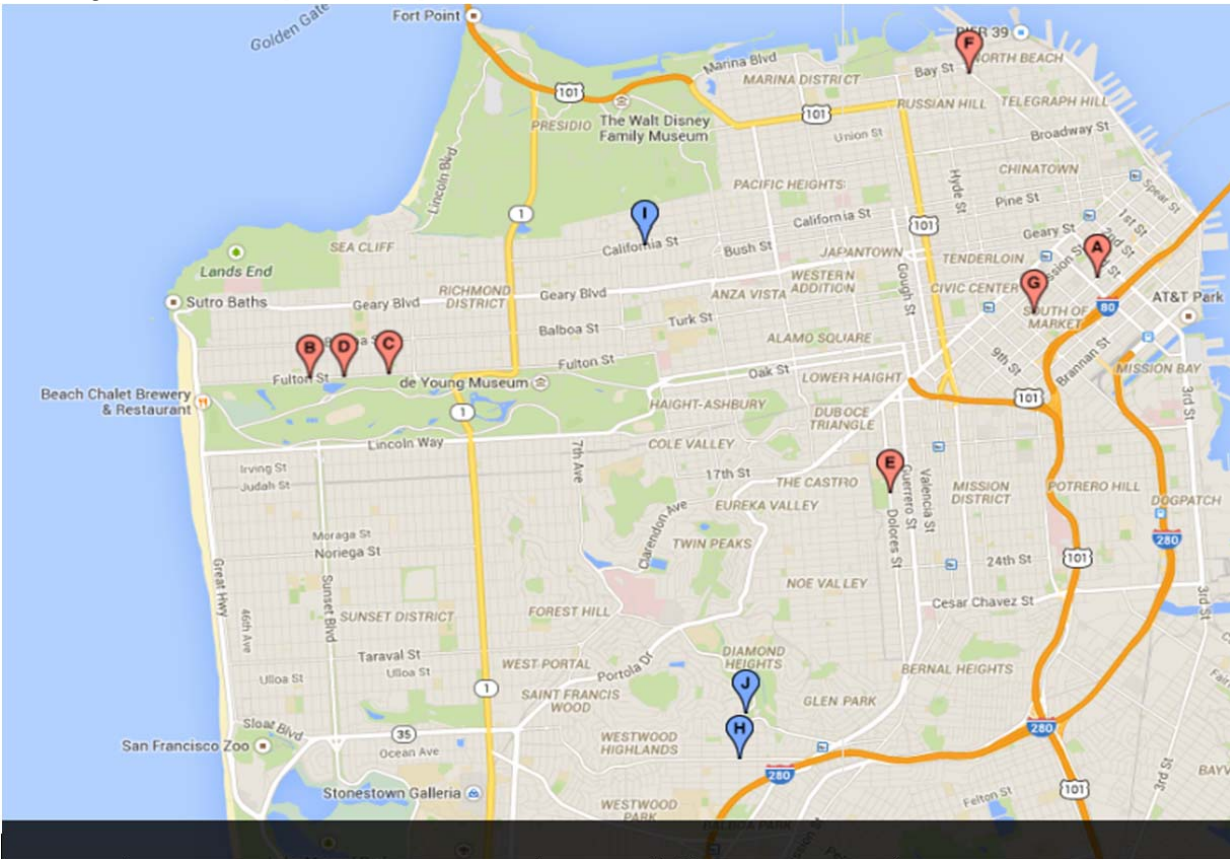 Golden Gate
Fort Point
PIER 39
F
NORTH BEACH
Marina Blvd
Bay St
MARINA DISTRICT
101
RUSSIAN HILL
TELEGRAPH HILL
The Walt Disney
Family Museum
PRESIDIO
101
Union St
Broadway St
Lincoln Blvd
CHINATOWN
PACIFIC HEIGHTS
Hyde St
Pine St
Spear St
1
I
California St
California St
101
1st St
SEA CLIFF
Bush St
JAPANTOWN
Geary St
2nd St
A
Lands End
TENDERLOIN
WESTERN
ADDITION
Gough St
CIVIC CENTER
G
RICHMOND
DISTRICT
Geary Blvd
Geary Blvd
ANZA VISTA
Sutro Baths
80
AT&T Park
SOUTH OF
MARKET
Balboa St
Turk St
ALAMO SQUARE
B
D
C
9th St
Brannan St
Fulton St
Fulton St
de Young Museum
Oak St
LOWER HAIGHT
MISSION BAY
Beach Chalet Brewery
& Restaurant
HAIGHT-ASHBURY
101
3rd St
1
DUBOCE
TRIANGLE
Lincoln Way
7th Ave
COLE VALLEY
Irving St
Judah St
17th St
E
THE CASTRO
Guerrero St
Valencia St
MISSION
DISTRICT
POTRERO HILL
DOGPATCH
EUREKA VALLEY
Clarendon Ave
Dolores St
Moraga St
Noriega St
TWIN PEAKS
280
101
24th St
NOE VALLEY
Great Hwy
46th Ave
Sunset Blvd
SUNSET DISTRICT
FOREST HILL
Cesar Chavez St
3rd St
Taraval St
Ulloa St
Ulloa St
WEST PORTAL
Portola Dr
DIAMOND
HEIGHTS
BERNAL HEIGHTS
1
SAINT FRANCIS
WOOD
J
GLEN PARK
Sloat Blvd
35
San Francisco Zoo
Ocean Ave
WESTWOOD
HIGHLANDS
H
280
280
Stonestown Galleria
101
3rd St
Felton St
WESTWOOD
PARK
BALBOA PARK